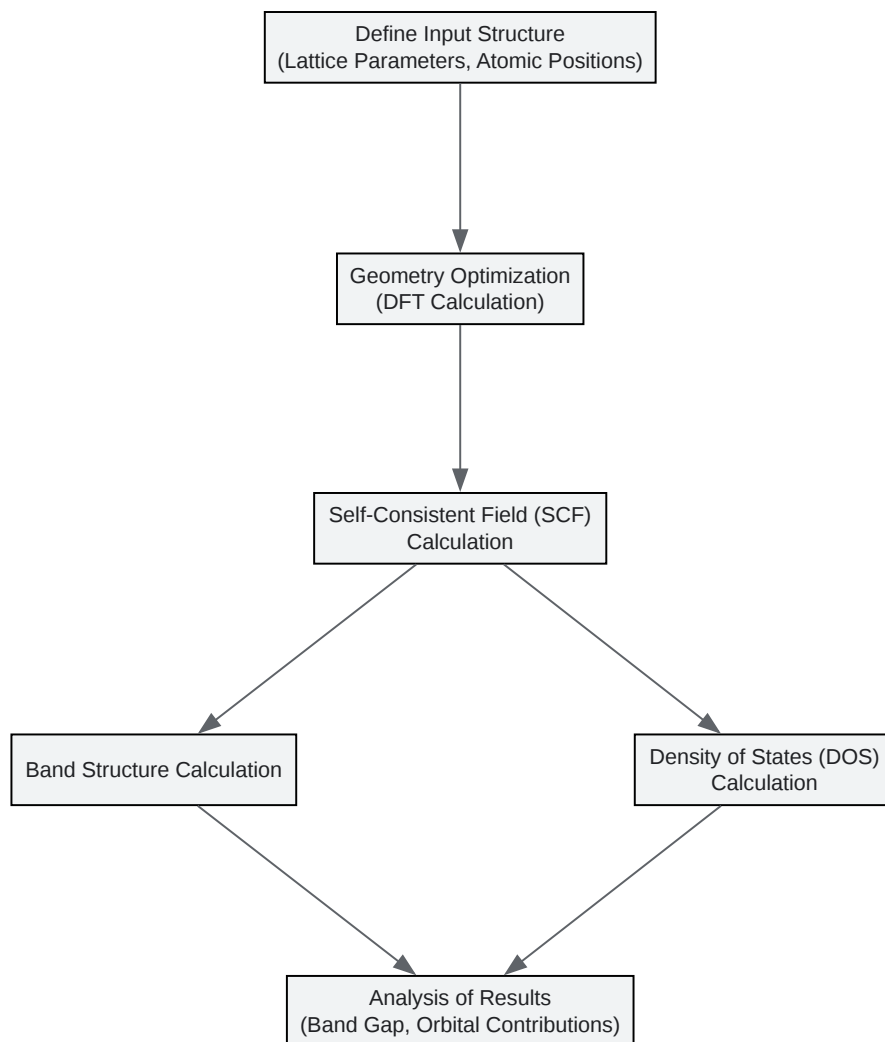 Define Input Structure
(Lattice Parameters, Atomic Positions)
Geometry Optimization
(DFT Calculation)
Self-Consistent Field (SCF)
Calculation
Band Structure Calculation
Density of States (DOS)
Calculation
Analysis of Results
(Band Gap, Orbital Contributions)